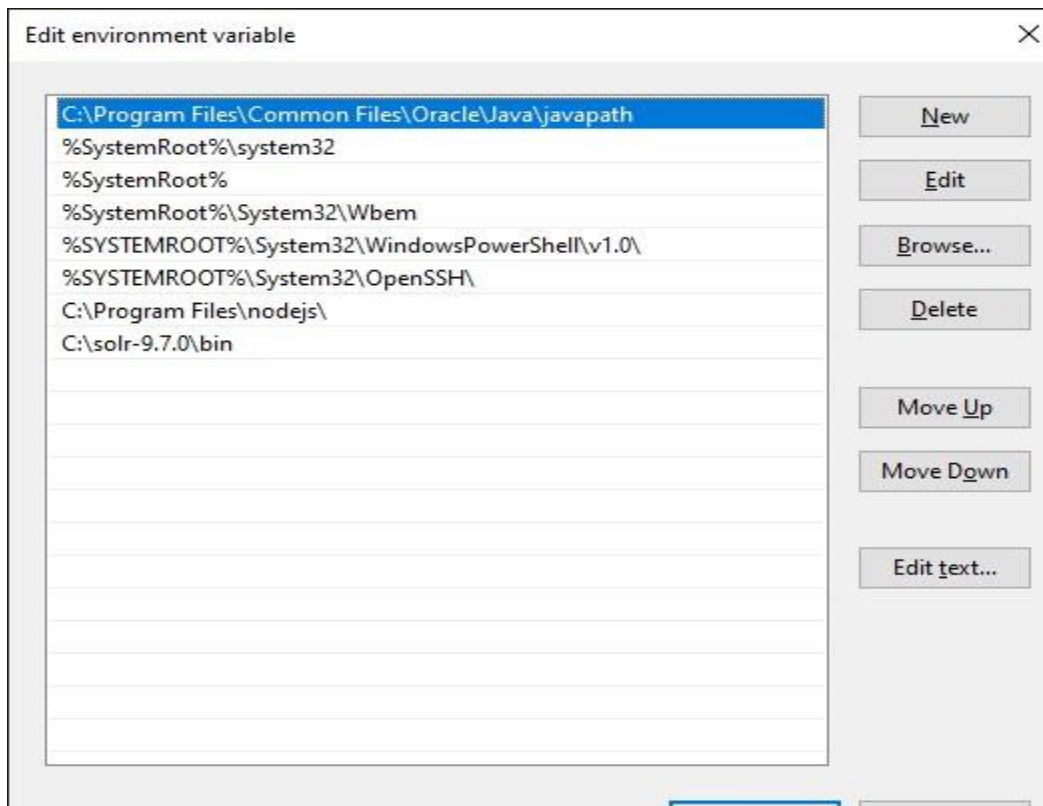 Edit environment variable
C:\Program Files\Common Files\Oracle\Java\javapath
%SystemRoot%\system32
%SystemRoot%
%SystemRoot%\System32\Wbem
%SYSTEMROOT%\System32\WindowsPowerShell\v1.0\
%SYSTEMROOT%\System32\OpenSSH\
C:\Program Files\nodejs\
C:\solr-9.7.0\bin
New
Edit
Browse...
Delete
Move Up
Move Down
Edit text...